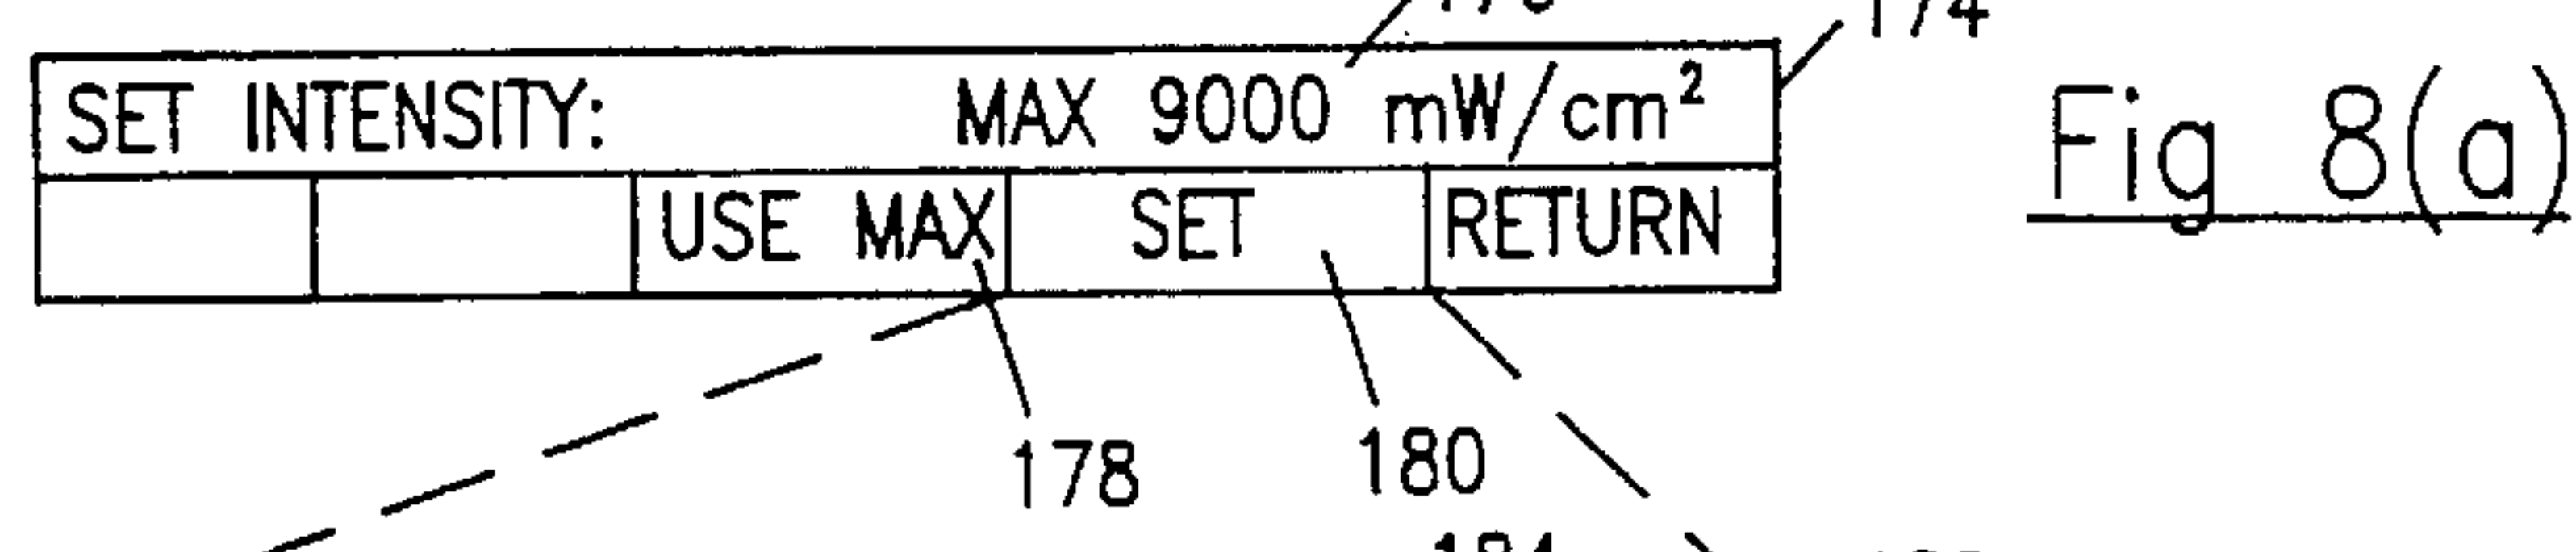 174
SET INTENSITY: MAX 9000 mW/cm²
Fig 8(a)
USE MAX SET RETURN
178 180